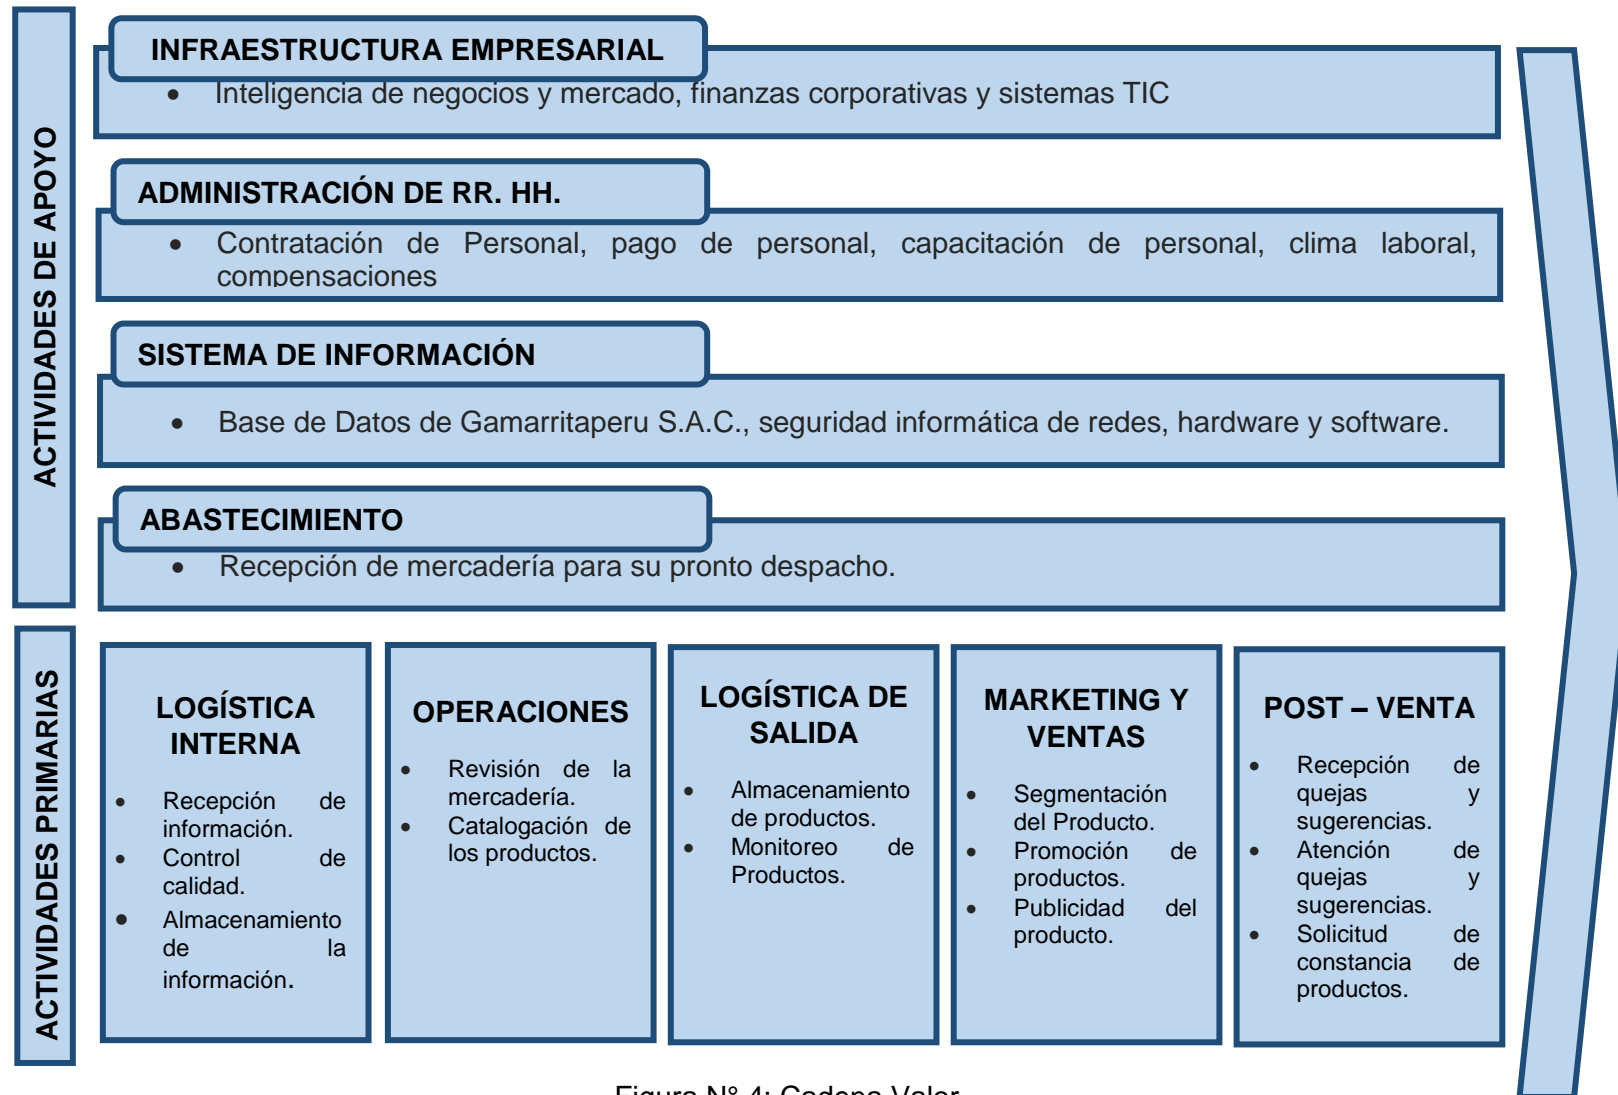 ACTIVIDADES DE APOYO
INFRAESTRUCTURA EMPRESARIAL
• Inteligencia de negocios y mercado, finanzas corporativas y sistemas TIC
ADMINISTRACIÓN DE RR. HH.
• Contratación de Personal, pago de personal, capacitación de personal, clima laboral,
compensaciones
SISTEMA DE INFORMACIÓN
• Base de Datos de Gamarritaperu S.A.C., seguridad informática de redes, hardware y software.
ABASTECIMIENTO
• Recepción de mercadería para su pronto despacho.
ACTIVIDADES PRIMARIAS
LOGÍSTICA
INTERNA
• Recepción de
información.
• Control de
calidad.
• Almacenamiento
de la
información.
OPERACIONES
• Revisión de la
mercadería.
• Catalogación de
los productos.
LOGÍSTICA DE
SALIDA
• Almacenamiento
de productos.
• Monitoreo de
Productos.
MARKETING Y
VENTAS
• Segmentación
del Producto.
• Promoción de
productos.
• Publicidad del
producto.
POST – VENTA
• Recepción de
quejas y
sugerencias.
• Atención de
quejas y
sugerencias.
• Solicitud de
constancia de
productos.
Figura N° 4: Cadena Valor